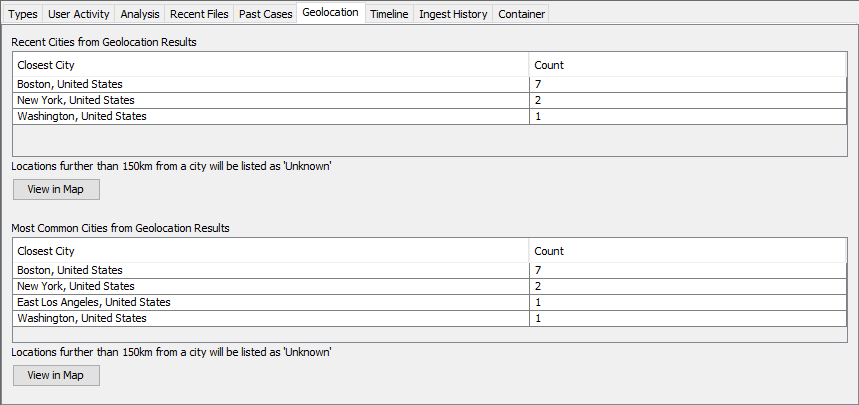 Types User Activity Analysis Recent Files Past Cases Geolocation Timeline Ingest History Container
Recent Cities from Geolocation Results
Closest City Count
Boston, United States 7
New York, United States 2
Washington, United States 1
Locations further than 150km from a city will be listed as 'Unknown'
View in Map
Most Common Cities from Geolocation Results
Closest City Count
Boston, United States 7
New York, United States 2
East Los Angeles, United States 1
Washington, United States 1
Locations further than 150km from a city will be listed as 'Unknown'
View in Map